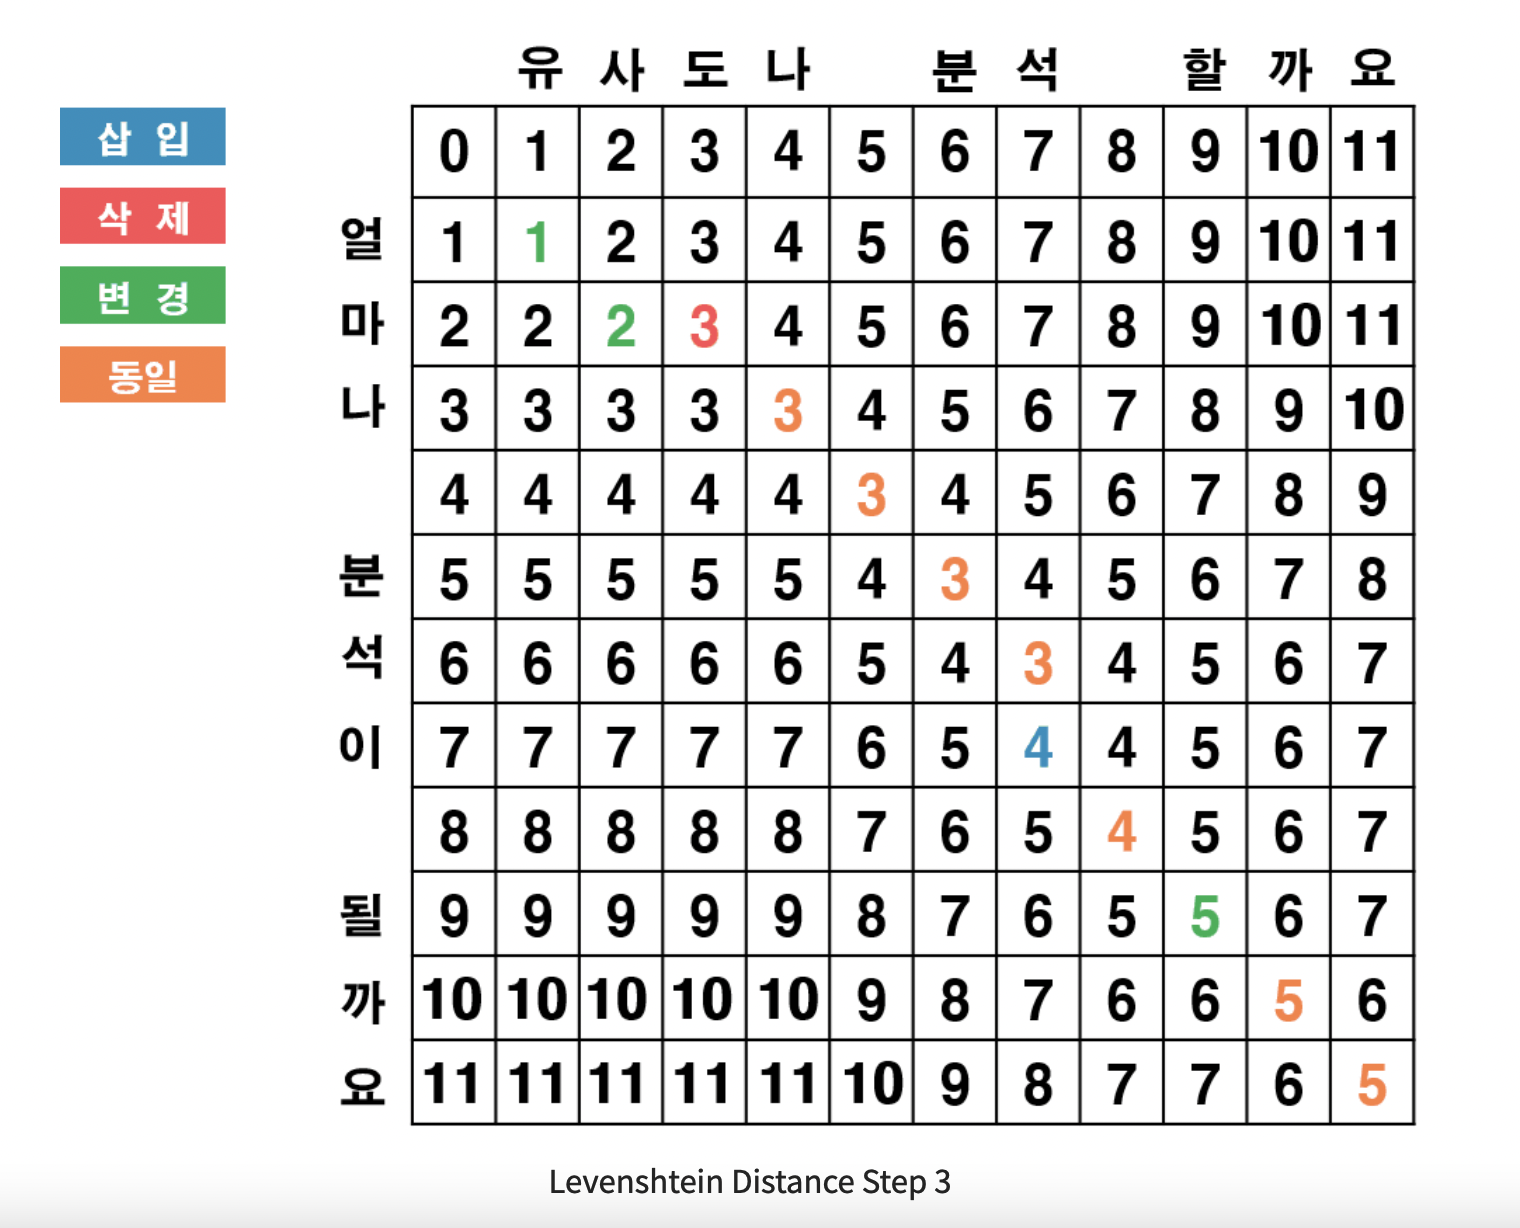 유 사 도 나 분 석 할 까 요
삽 입
삭 제
변 경
동일
0 1 2 3 4 5 6 7 8 9 10 11
얼 1 1 2 3 4 5 6 7 8 9 10 11
마 2 2 2 3 4 5 6 7 8 9 10 11
나 3 3 3 3 3 4 5 6 7 8 9 10
4 4 4 4 4 3 4 5 6 7 8 9
분 5 5 5 5 5 4 3 4 5 6 7 8
석 6 6 6 6 6 5 4 3 4 5 6 7
이 7 7 7 7 7 6 5 4 4 5 6 7
8 8 8 8 8 7 6 5 4 5 6 7
될 9 9 9 9 9 8 7 6 5 5 6 7
까 10 10 10 10 10 9 8 7 6 6 5 6
요 11 11 11 11 11 10 9 8 7 7 6 5
Levenshtein Distance Step 3